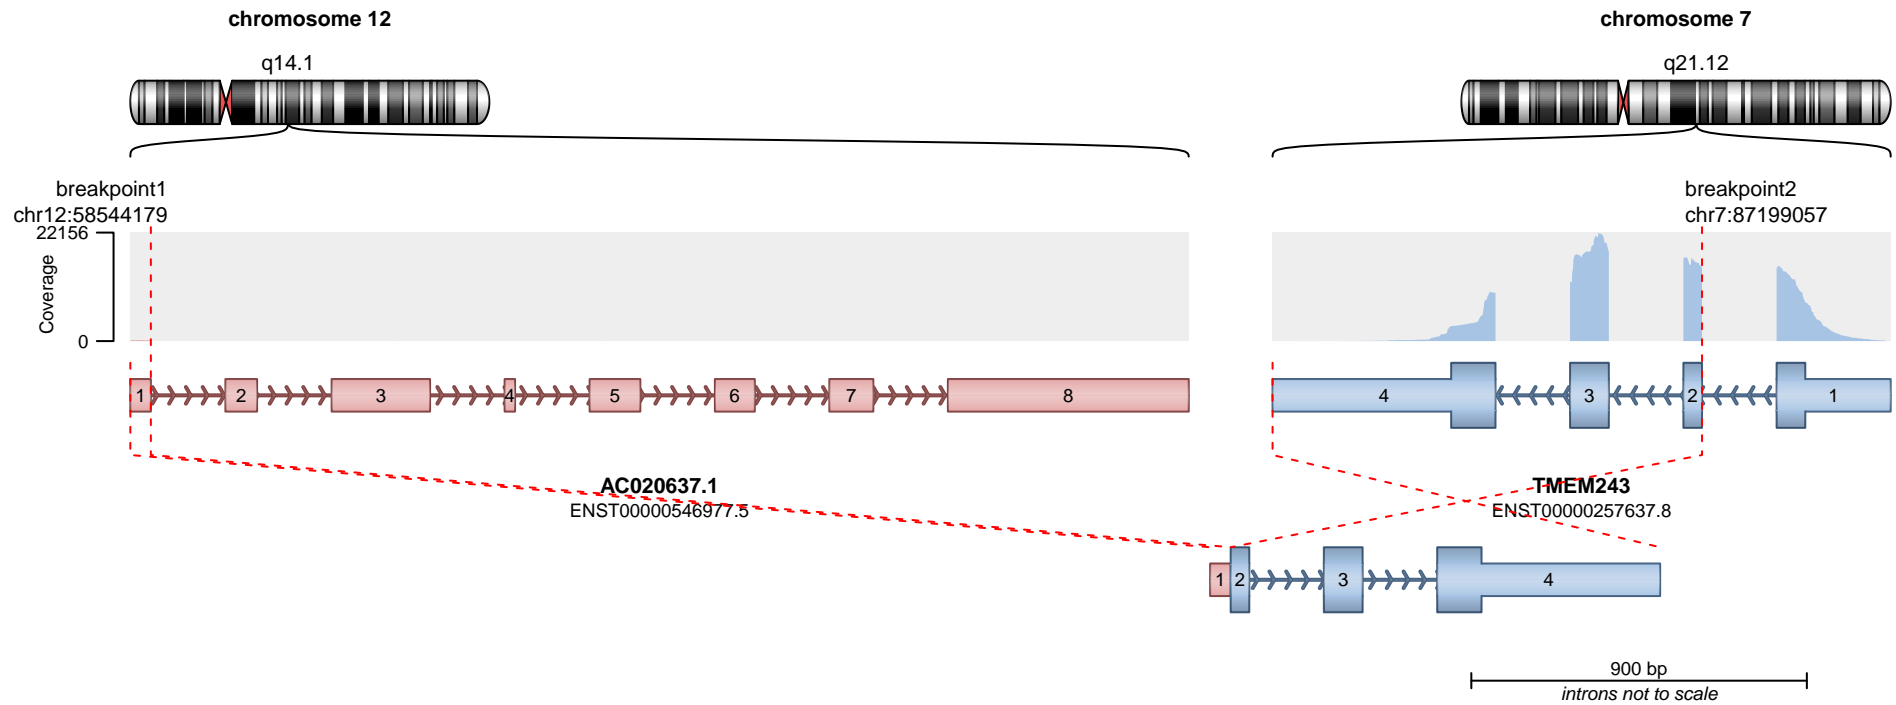 chromosome 12
chromosome 7
q14.1
q21.12
breakpoint1
chr12:58544179
breakpoint2
chr7:87199057
22156
Coverage
0
1 2 3 4 5 6 7 8
4 3 2 1
AC020637.1
ENST00000546977.5
TMEM243
ENST00000257637.8
1 2 3 4
900 bp
introns not to scale